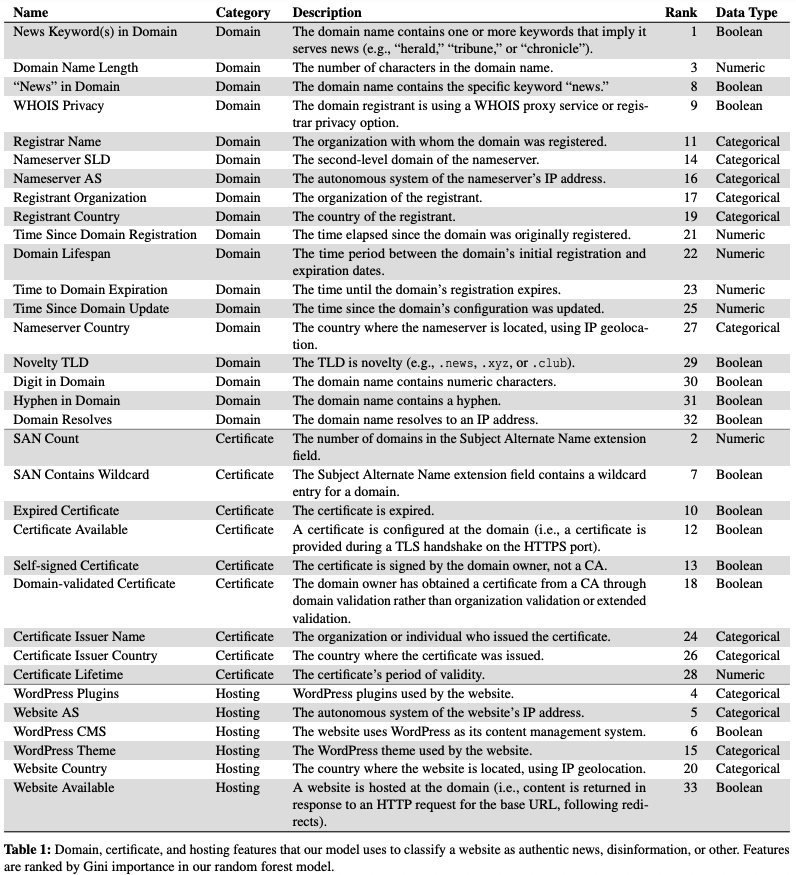 Name Category Description Rank Data Type
News Keyword(s) in Domain Domain The domain name contains one or more keywords that imply it 1 Boolean
serves news (e.g., “herald,” “tribune,” or “chronicle”).
Domain Name Length Domain The number of characters in the domain name. 3 Numeric
“News” in Domain Domain The domain name contains the specific keyword “news.” 8 Boolean
WHOIS Privacy Domain The domain registrant is using a WHOIS proxy service or regis- 9 Boolean
trar privacy option.
Registrar Name Domain The organization with whom the domain was registered. 11 Categorical
Nameserver SLD Domain The second-level domain of the nameserver. 14 Categorical
Nameserver AS Domain The autonomous system of the nameserver’s IP address. 16 Categorical
Registrant Organization Domain The organization of the registrant. 17 Categorical
Registrant Country Domain The country of the registrant. 19 Categorical
Time Since Domain Registration Domain The time elapsed since the domain was originally registered. 21 Numeric
Domain Lifespan Domain The time period between the domain’s initial registration and 22 Numeric
expiration dates.
Time to Domain Expiration Domain The time until the domain’s registration expires. 23 Numeric
Time Since Domain Update Domain The time since the domain’s configuration was updated. 25 Numeric
Nameserver Country Domain The country where the nameserver is located, using IP geoloca- 27 Categorical
tion.
Novelty TLD Domain The TLD is novelty (e.g., .news, .xyz, or .club). 29 Boolean
Digit in Domain Domain The domain name contains numeric characters. 30 Boolean
Hyphen in Domain Domain The domain name contains a hyphen. 31 Boolean
Domain Resolves Domain The domain name resolves to an IP address. 32 Boolean
SAN Count Certificate The number of domains in the Subject Alternate Name extension 2 Numeric
field.
SAN Contains Wildcard Certificate The Subject Alternate Name extension field contains a wildcard 7 Boolean
entry for a domain.
Expired Certificate Certificate The certificate is expired. 10 Boolean
Certificate Available Certificate A certificate is configured at the domain (i.e., a certificate is 12 Boolean
provided during a TLS handshake on the HTTPS port).
Self-signed Certificate Certificate The certificate is signed by the domain owner, not a CA. 13 Boolean
Domain-validated Certificate Certificate The domain owner has obtained a certificate from a CA through 18 Boolean
domain validation rather than organization validation or extended
validation.
Certificate Issuer Name Certificate The organization or individual who issued the certificate. 24 Categorical
Certificate Issuer Country Certificate The country where the certificate was issued. 26 Categorical
Certificate Lifetime Certificate The certificate’s period of validity. 28 Numeric
WordPress Plugins Hosting WordPress plugins used by the website. 4 Categorical
Website AS Hosting The autonomous system of the website’s IP address. 5 Categorical
WordPress CMS Hosting The website uses WordPress as its content management system. 6 Boolean
WordPress Theme Hosting The WordPress theme used by the website. 15 Categorical
Website Country Hosting The country where the website is located, using IP geolocation. 20 Categorical
Website Available Hosting A website is hosted at the domain (i.e., content is returned in 33 Boolean
response to an HTTP request for the base URL, following redi-
rects).
Table 1: Domain, certificate, and hosting features that our model uses to classify a website as authentic news, disinformation, or other. Features
are ranked by Gini importance in our random forest model.